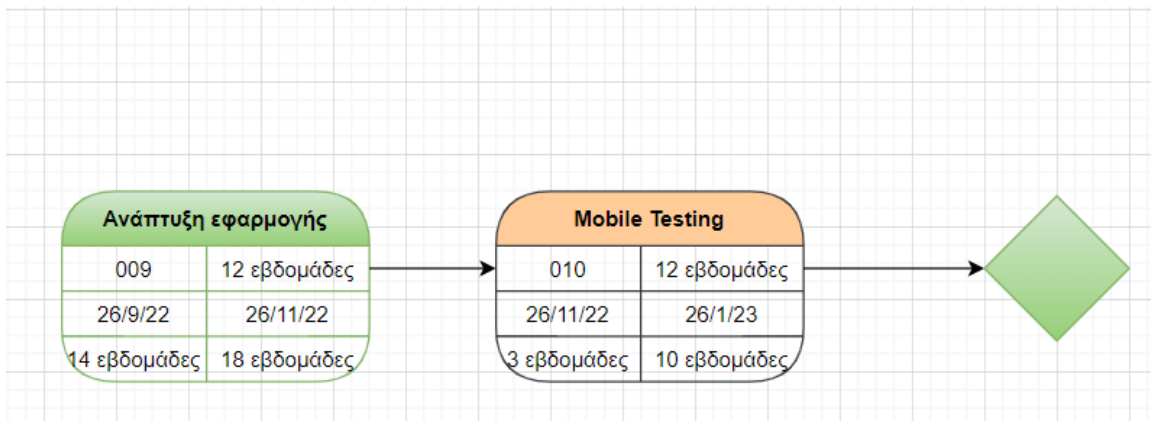 Ανάπτυξη εφαρμογής
009 12 εβδομάδες
26/9/22 26/11/22
14 εβδομάδες 18 εβδομάδες
Mobile Testing
010 12 εβδομάδες
26/11/22 26/1/23
3 εβδομάδες 10 εβδομάδες